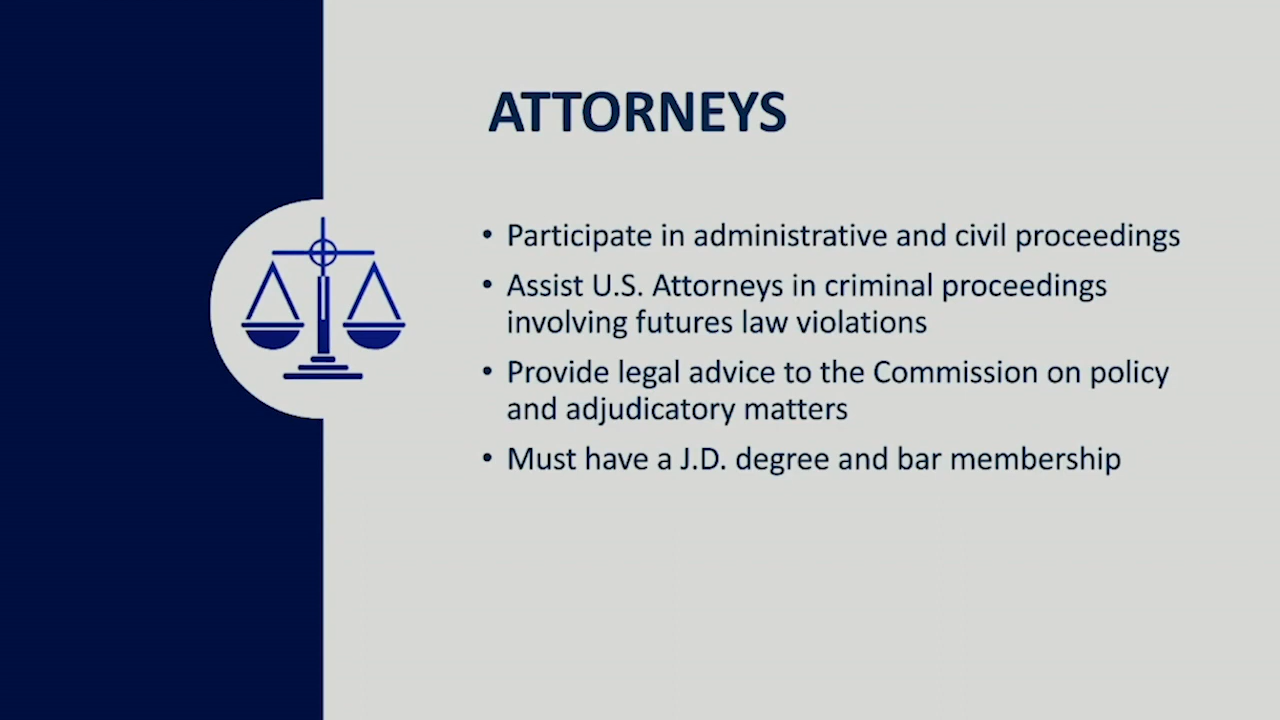 ATTORNEYS
• Participate in administrative and civil proceedings
• Assist U.S. Attorneys in criminal proceedings
involving futures law violations
• Provide legal advice to the Commission on policy
and adjudicatory matters
• Must have a J.D. degree and bar membership